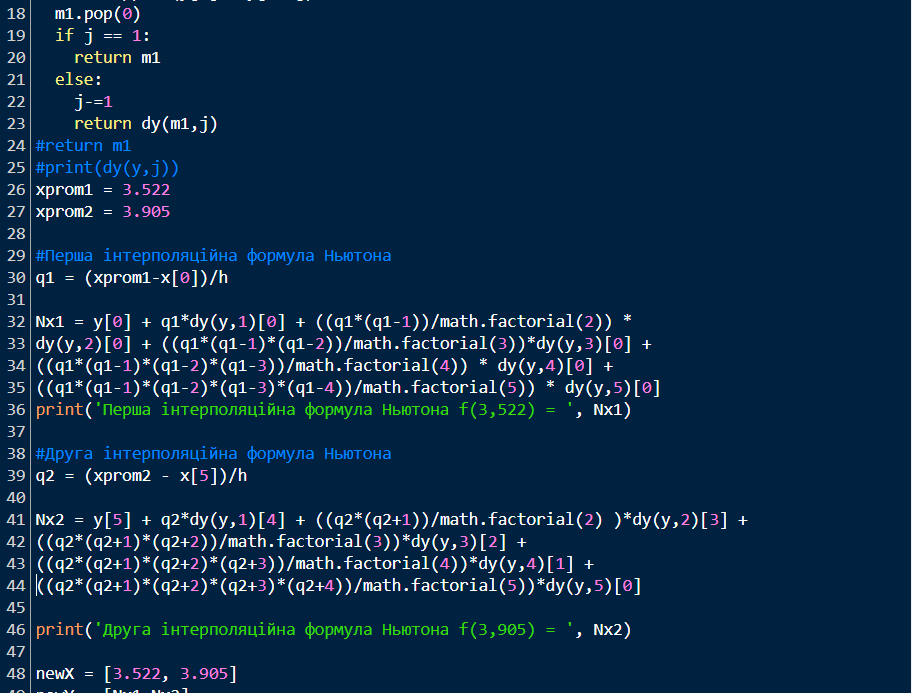 18 m1.pop(0)
19 if j == 1:
20 return m1
21 else:
22 j-=1
23 return dy(m1,j)
24 #return m1
25 #print(dy(y,j))
26 xprom1 = 3.522
27 xprom2 = 3.905
28
29 #Перша інтерполяційна формула Ньютона
30 q1 = (xprom1-x[0])/h
31
32 Nx1 = y[0] + q1*dy(y,1)[0] + ((q1*(q1-1))/math.factorial(2)) *
33 dy(y,2)[0] + ((q1*(q1-1)*(q1-2))/math.factorial(3))*dy(y,3)[0] +
34 ((q1*(q1-1)*(q1-2)*(q1-3))/math.factorial(4)) * dy(y,4)[0] +
35 ((q1*(q1-1)*(q1-2)*(q1-3)*(q1-4))/math.factorial(5)) * dy(y,5)[0]
36 print('Перша інтерполяційна формула Ньютона f(3,522) = ', Nx1)
37
38 #Друга інтерполяційна формула Ньютона
39 q2 = (xprom2 - x[5])/h
40
41 Nx2 = y[5] + q2*dy(y,1)[4] + ((q2*(q2+1))/math.factorial(2) )*dy(y,2)[3] +
42 ((q2*(q2+1)*(q2+2))/math.factorial(3))*dy(y,3)[2] +
43 ((q2*(q2+1)*(q2+2)*(q2+3))/math.factorial(4))*dy(y,4)[1] +
44 ((q2*(q2+1)*(q2+2)*(q2+3)*(q2+4))/math.factorial(5))*dy(y,5)[0]
45
46 print('Друга інтерполяційна формула Ньютона f(3,905) = ', Nx2)
47
48 newX = [3.522, 3.905]